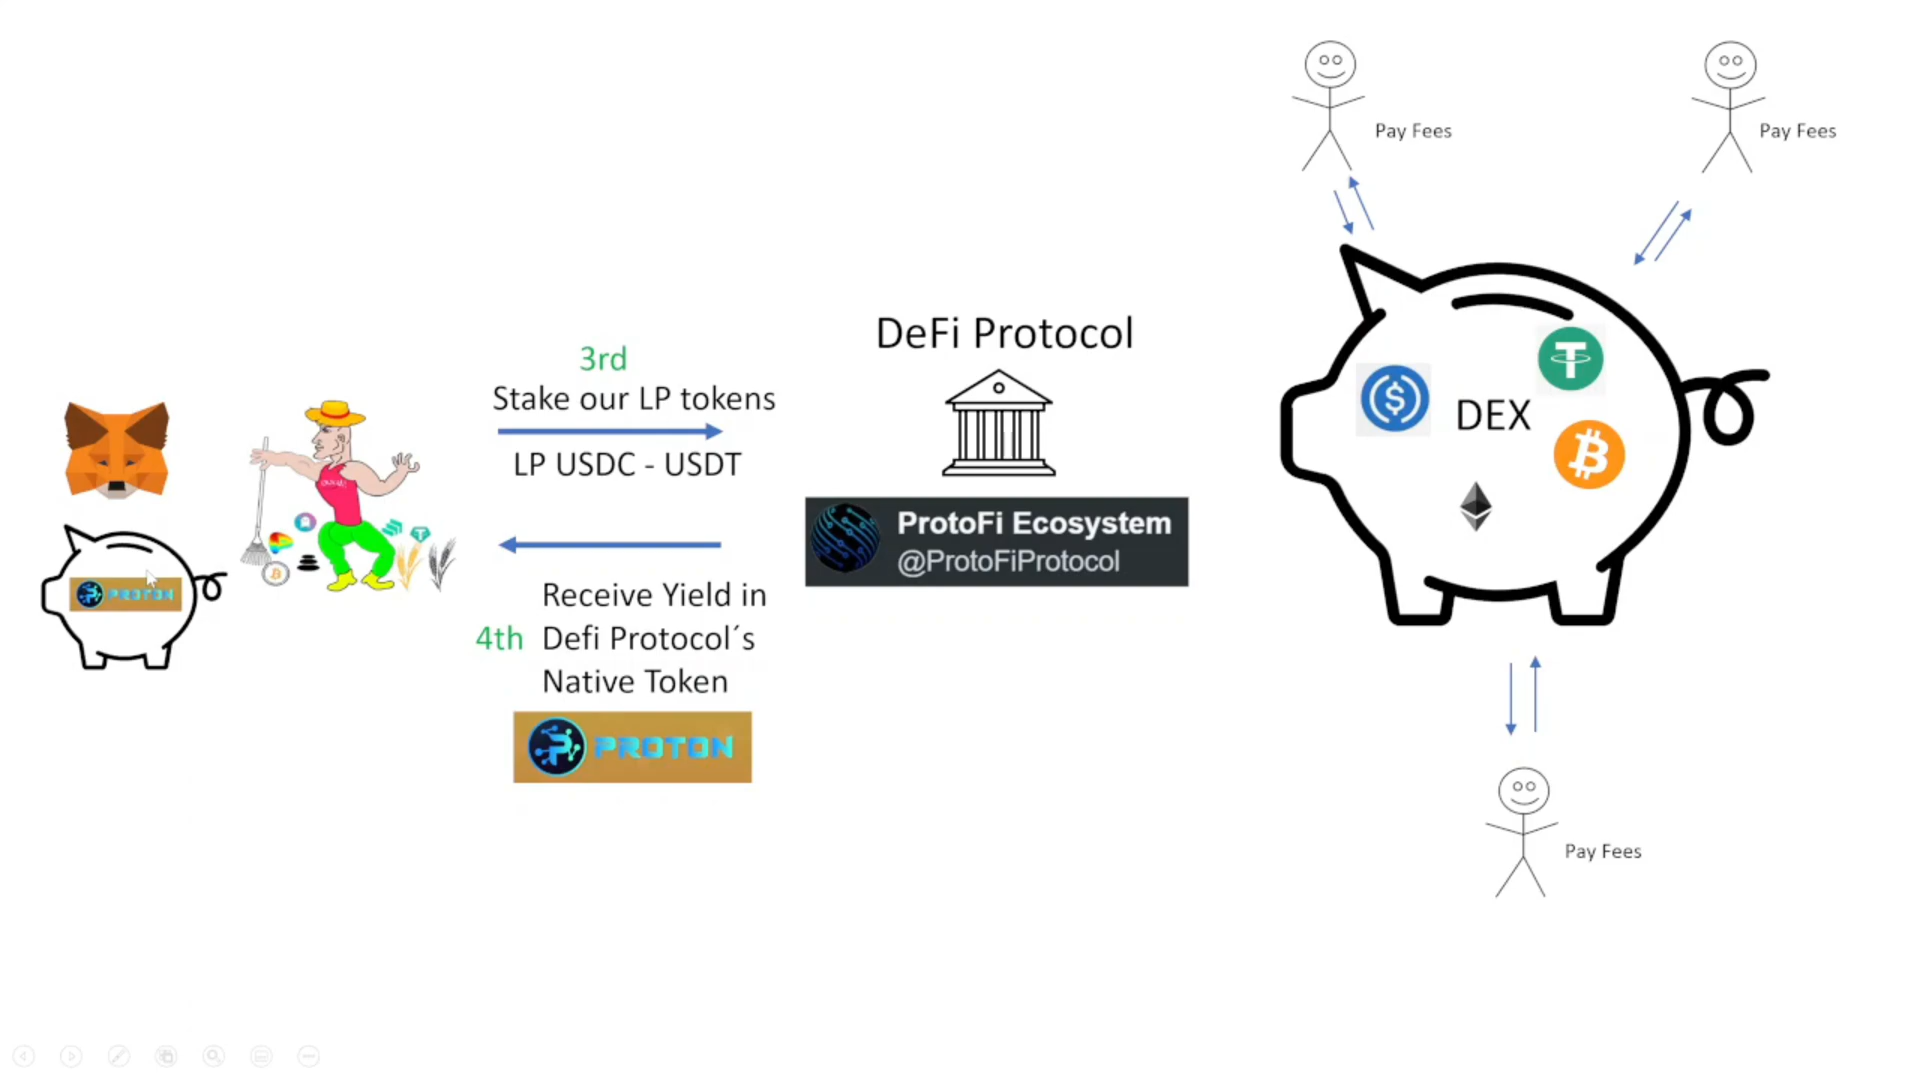 Pay Fees
Pay Fees
DeFi Protocol
3rd
Stake our LP tokens
LP USDC - USDT
DEX
ProtoFi Ecosystem
@ProtoFiProtocol
PROTON
Receive Yield in
4th Defi Protocol´s
Native Token
PROTON
Pay Fees